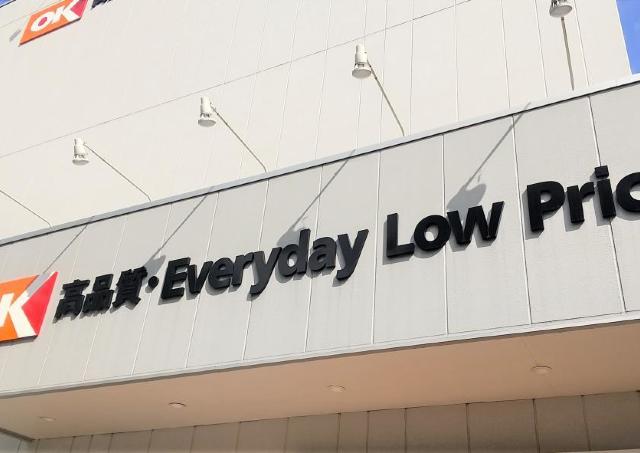 OK
K 高品質・Everyday Low Pric